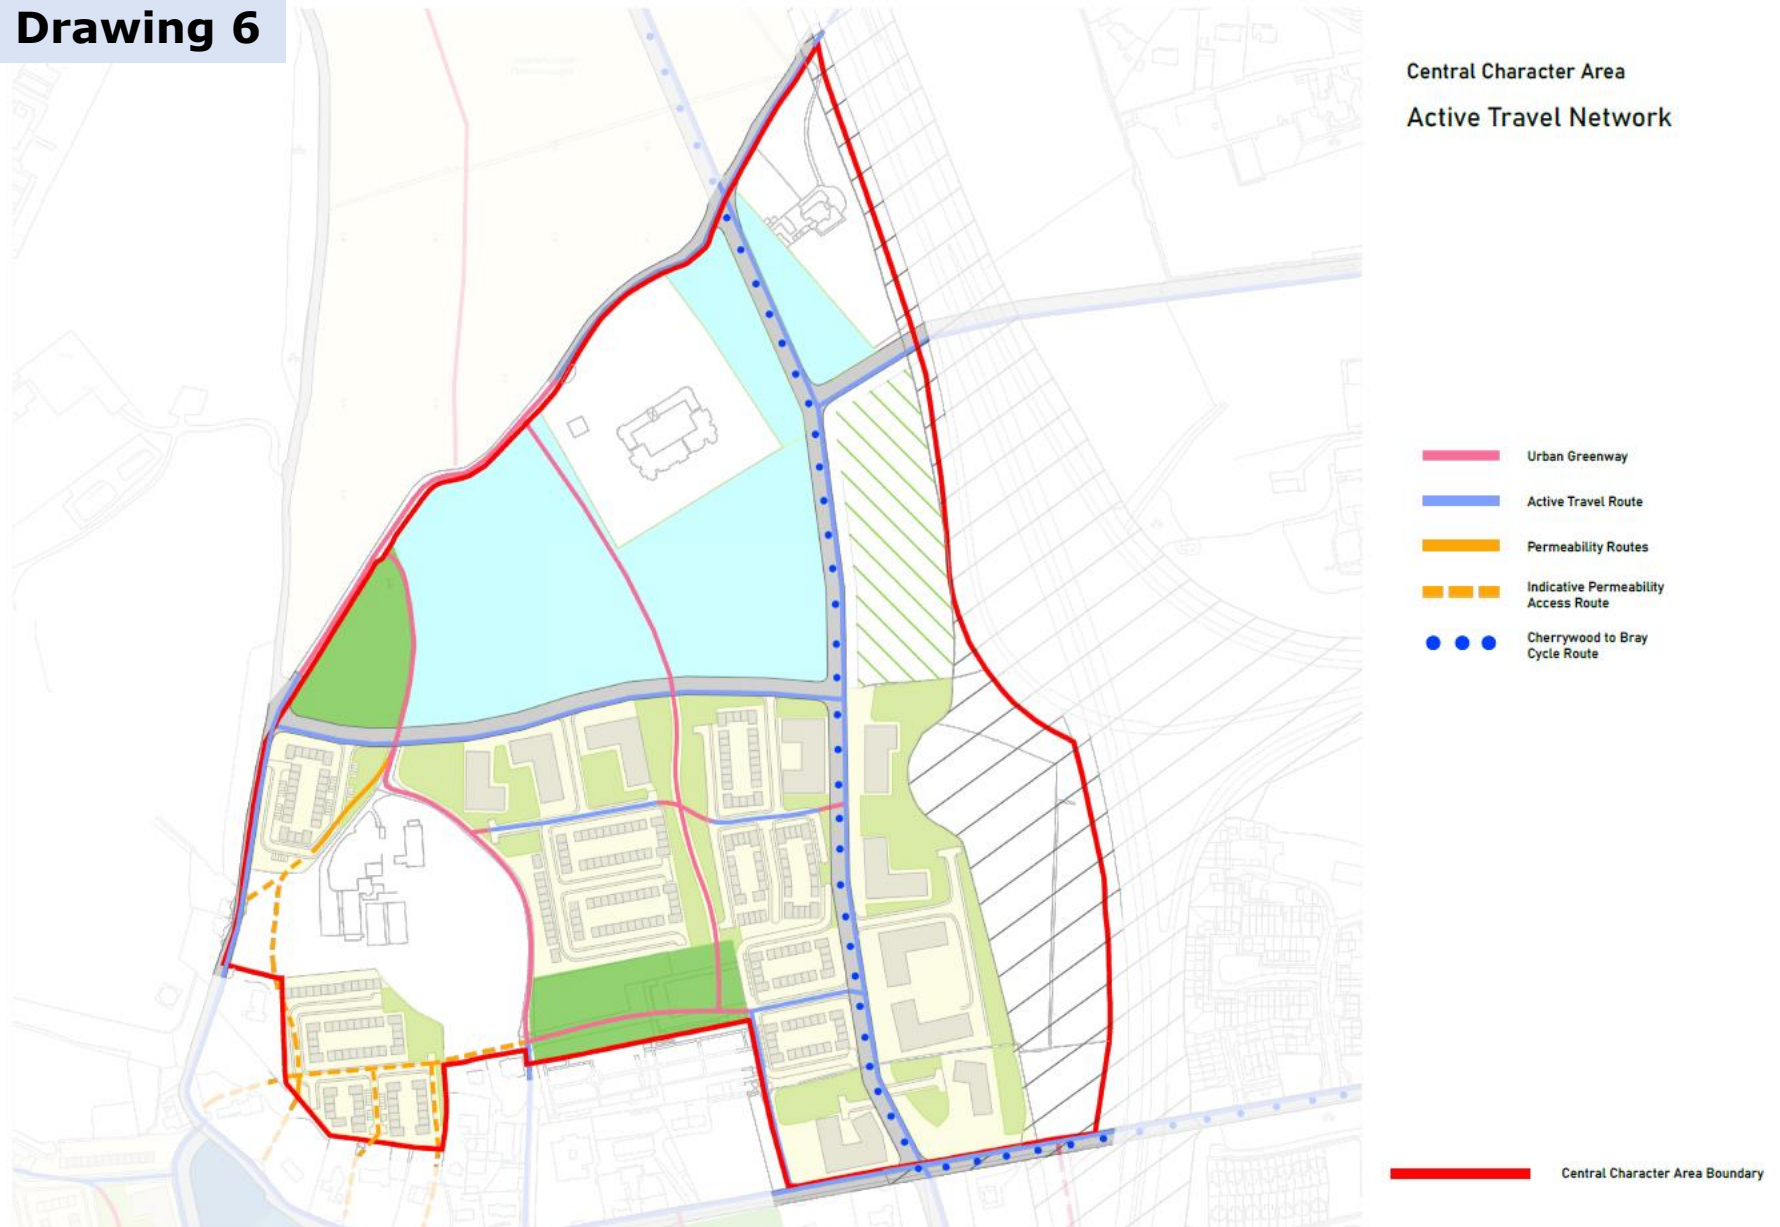 Drawing 6
Central Character Area
Active Travel Network
Urban Greenway
Active Travel Route
Permeability Routes
Indicative Permeability
Access Route
Cherrywood to Bray
Cycle Route
Central Character Area Boundary